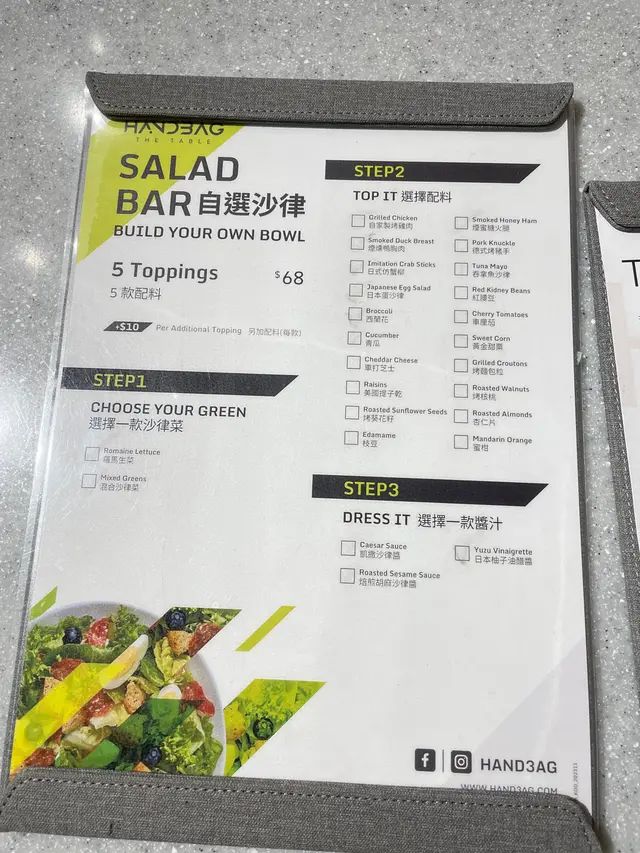 HANDBAG
THE TABLE
SALAD
BAR自選沙律
BUILD YOUR OWN BOWL
5 Toppings $68
5 款配料
+$10 Per Additional Topping 另加配料(每款)
STEP1
CHOOSE YOUR GREEN
選擇一款沙律菜
Romaine Lettuce
羅馬生菜
Mixed Greens
混合沙律菜
STEP2
TOP IT 選擇配料
Grilled Chicken
自家製烤雞肉
Smoked Duck Breast
煙燻鴨胸肉
Imitation Crab Sticks
日式仿蟹柳
Japanese Egg Salad
日本蛋沙律
Broccoli
西蘭花
Cucumber
青瓜
Cheddar Cheese
車打芝士
Raisins
美國提子乾
Roasted Sunflower Seeds
烤葵花籽
Edamame
枝豆
Smoked Honey Ham
煙蜜糖火腿
Pork Knuckle
德式烤豬手
Tuna Mayo
吞拿魚沙律
Red Kidney Beans
紅腰豆
Cherry Tomatoes
車厘茄
Sweet Corn
黃金甜粟
Grilled Croutons
烤麵包粒
Roasted Walnuts
烤核桃
Roasted Almonds
杏仁片
Mandarin Orange
蜜柑
STEP3
DRESS IT 選擇一款醬汁
Caesar Sauce
凱撒沙律醬
Roasted Sesame Sauce
焙煎胡麻沙律醬
Yuzu Vinaigrette
日本柚子油醋醬
HAND3AG
WWW.HAND3AG.COM
T